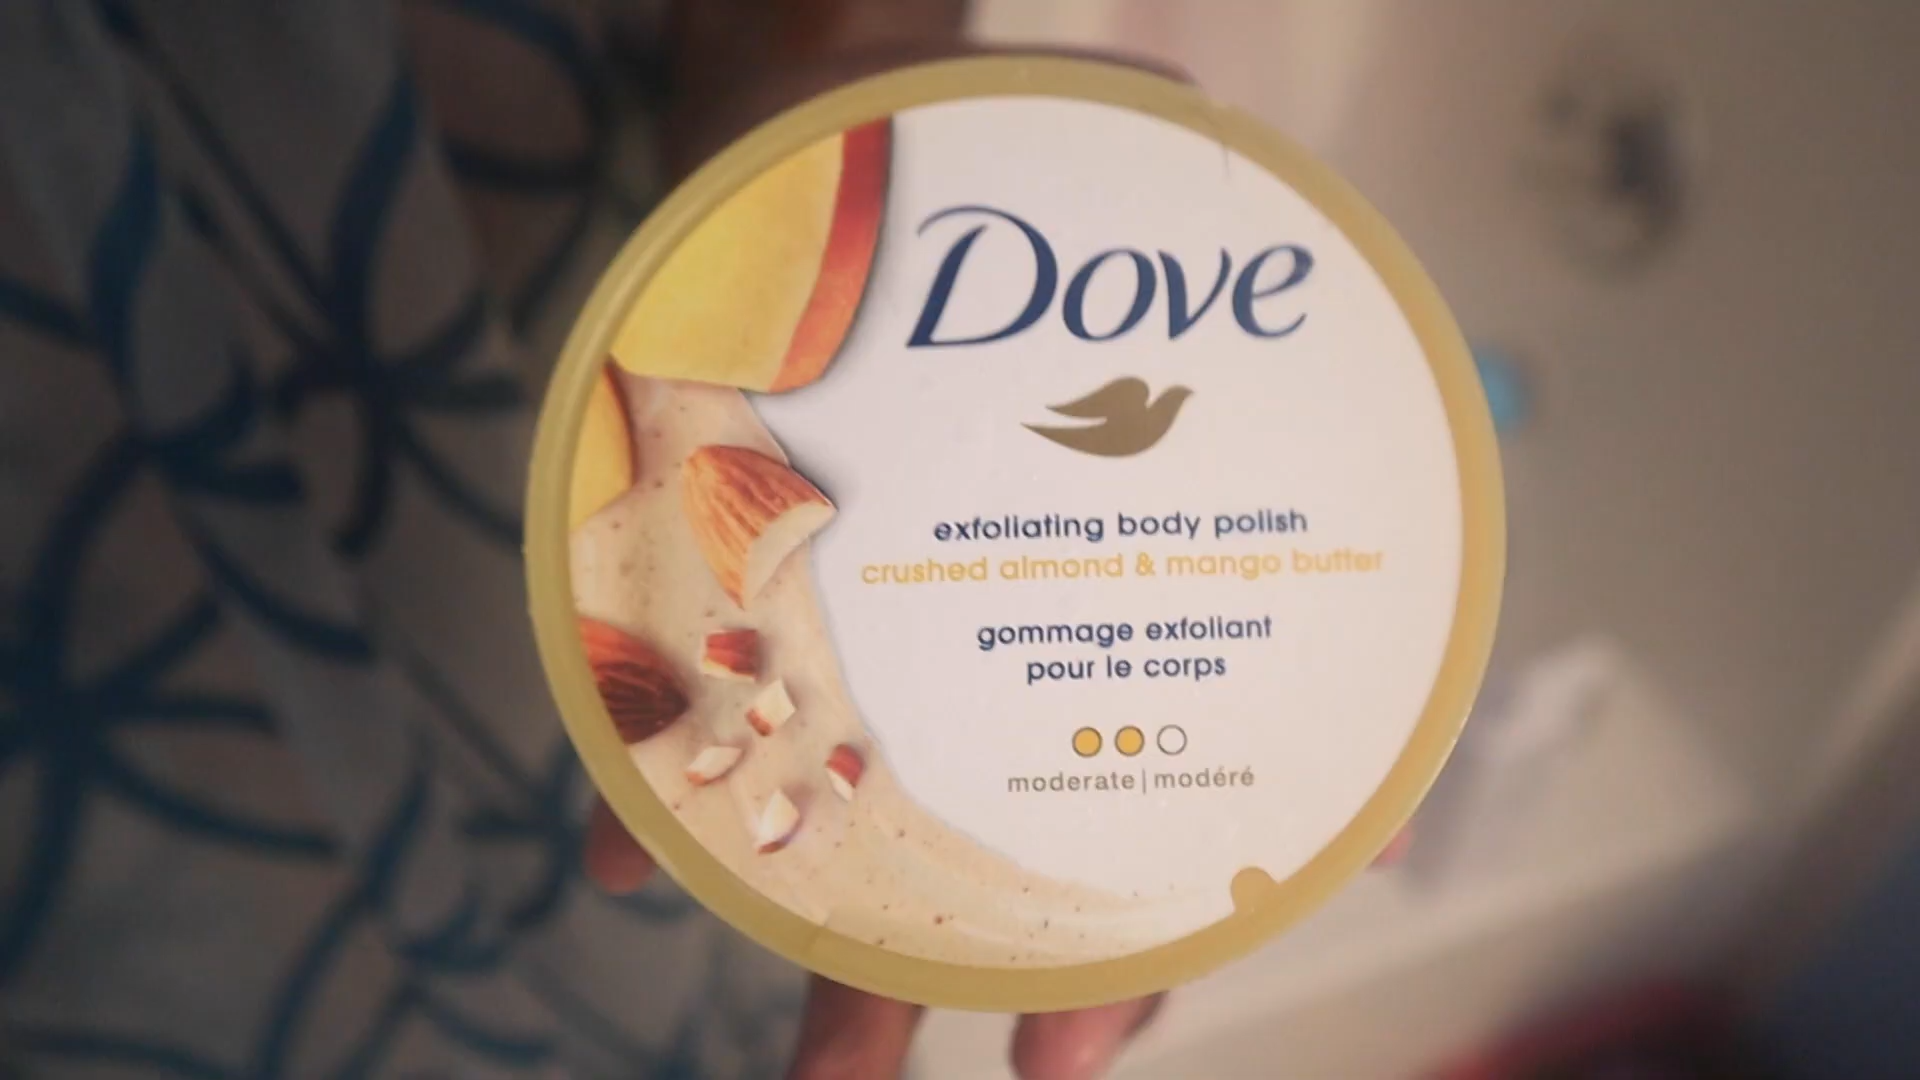 Dove
exfoliating body polish
crushed almond & mango butter
gommage exfoliant
pour le corps
moderate | modéré